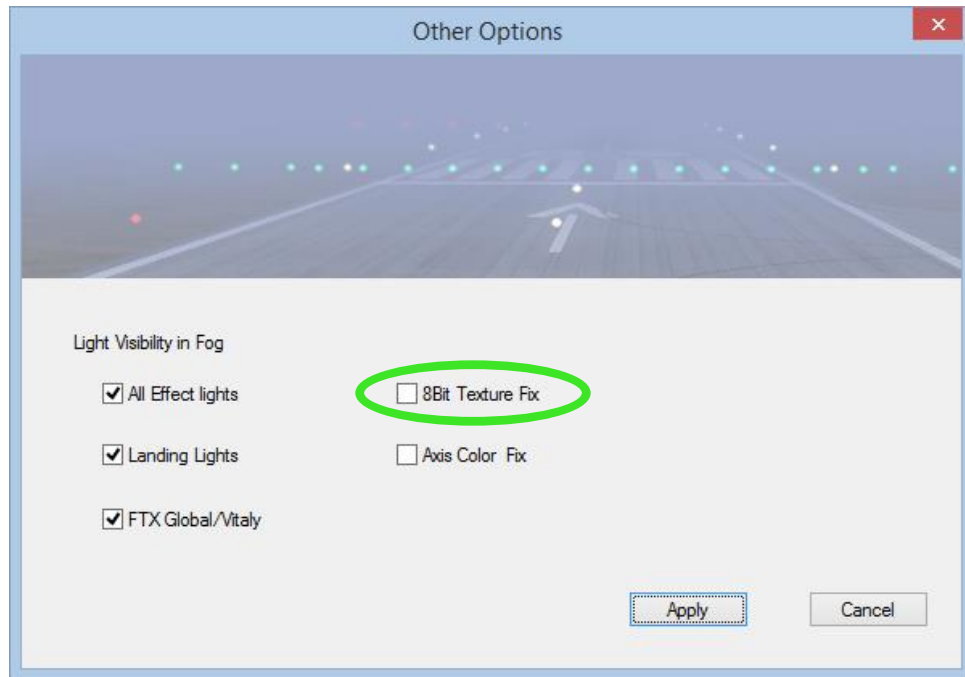 Other Options
Light Visibility in Fog
All Effect lights
8Bit Texture Fix
Landing Lights
Axis Color Fix
FTX Global/Vitaly
Apply
Cancel